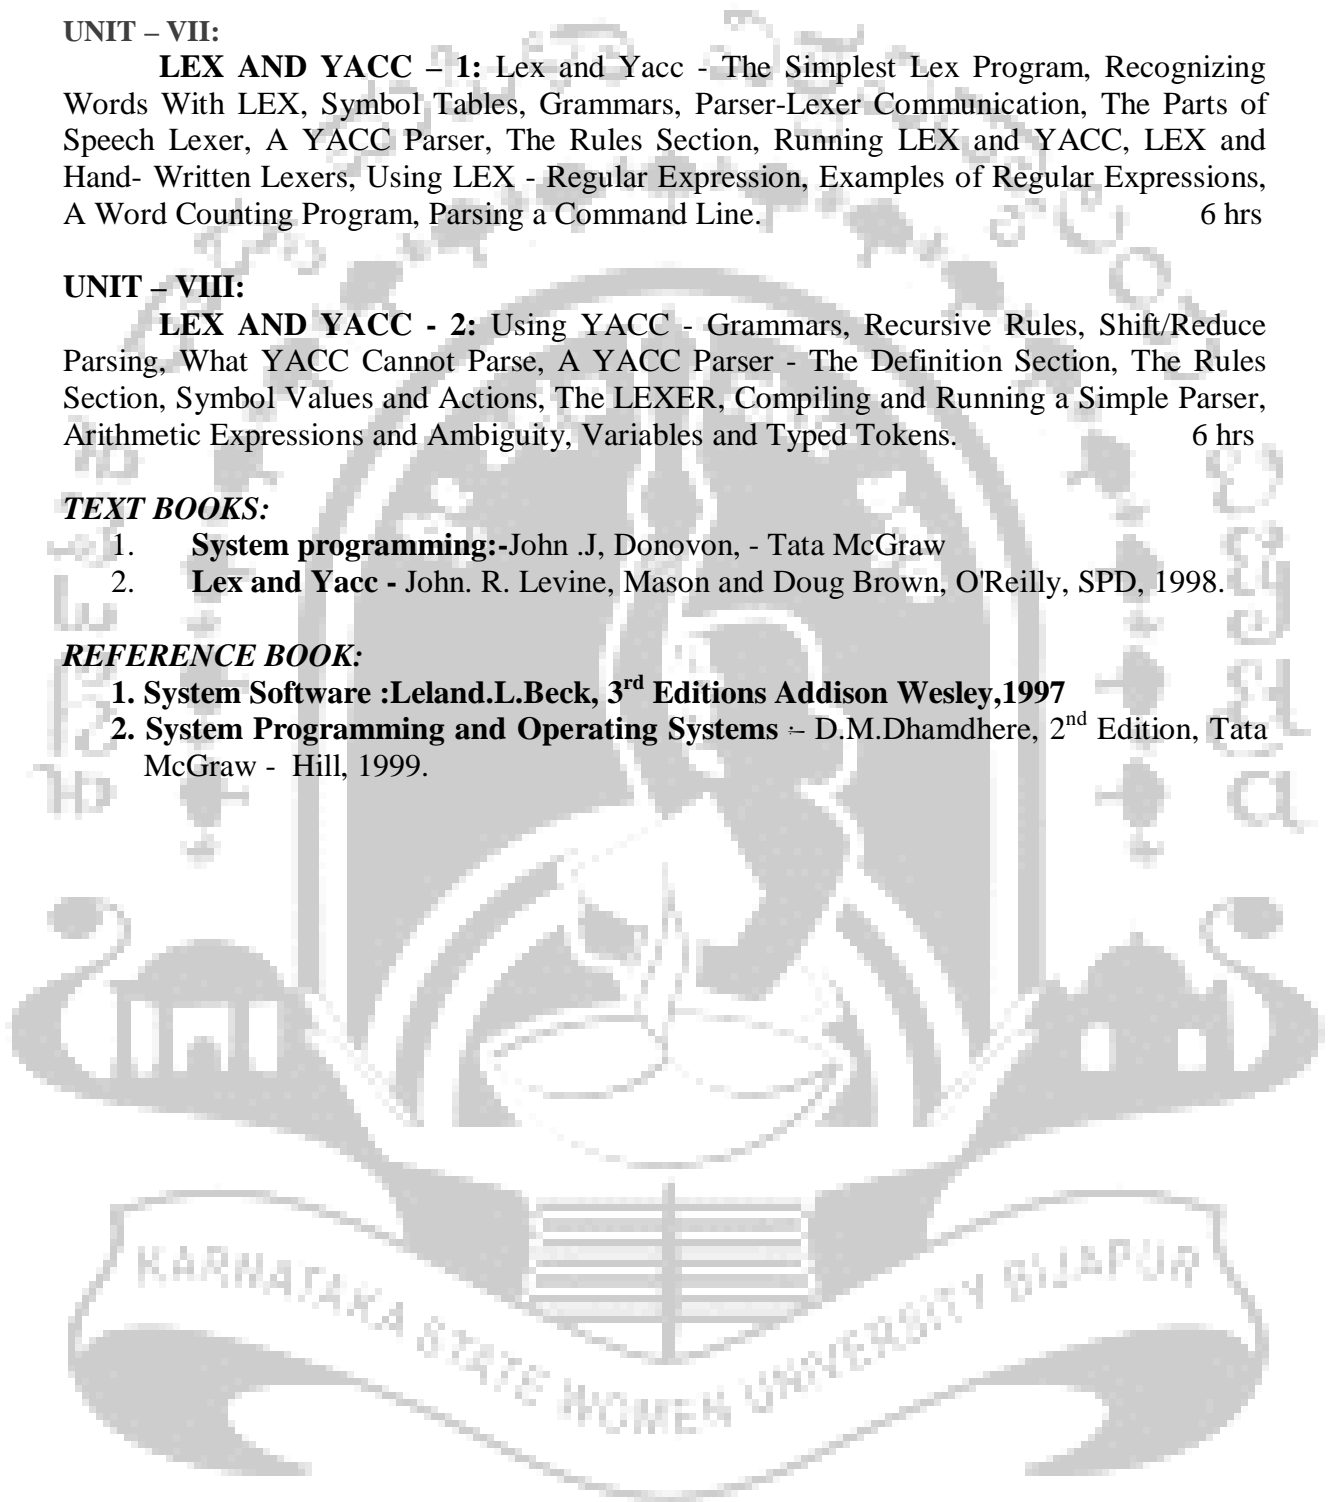 UNIT – VII:
LEX AND YACC – 1: Lex and Yacc - The Simplest Lex Program, Recognizing
Words With LEX, Symbol Tables, Grammars, Parser-Lexer Communication, The Parts of
Speech Lexer, A YACC Parser, The Rules Section, Running LEX and YACC, LEX and
Hand- Written Lexers, Using LEX - Regular Expression, Examples of Regular Expressions,
A Word Counting Program, Parsing a Command Line. 6 hrs
UNIT – VIII:
LEX AND YACC - 2: Using YACC - Grammars, Recursive Rules, Shift/Reduce
Parsing, What YACC Cannot Parse, A YACC Parser - The Definition Section, The Rules
Section, Symbol Values and Actions, The LEXER, Compiling and Running a Simple Parser,
Arithmetic Expressions and Ambiguity, Variables and Typed Tokens. 6 hrs
TEXT BOOKS:
1. System programming:-John .J, Donovon, - Tata McGraw
2. Lex and Yacc - John. R. Levine, Mason and Doug Brown, O'Reilly, SPD, 1998.
REFERENCE BOOK:
1. System Software :Leland.L.Beck, 3rd Editions Addison Wesley,1997
2. System Programming and Operating Systems :– D.M.Dhamdhere, 2nd Edition, Tata
McGraw - Hill, 1999.
KARNATAKA STATE WOMEN UNIVERSITY BIJAPUR